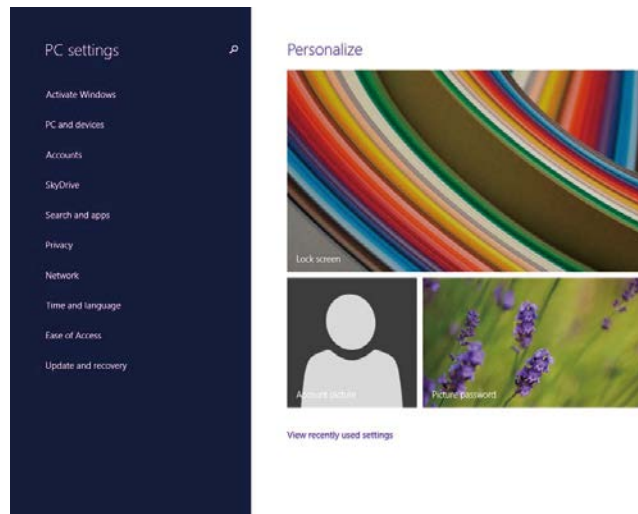 PC settings
Activate Windows
PC and devices
Accounts
SkyDrive
Search and apps
Privacy
Network
Time and language
Ease of Access
Update and recovery
Personalize
Lock screen
Account picture
Picture password
View recently used settings